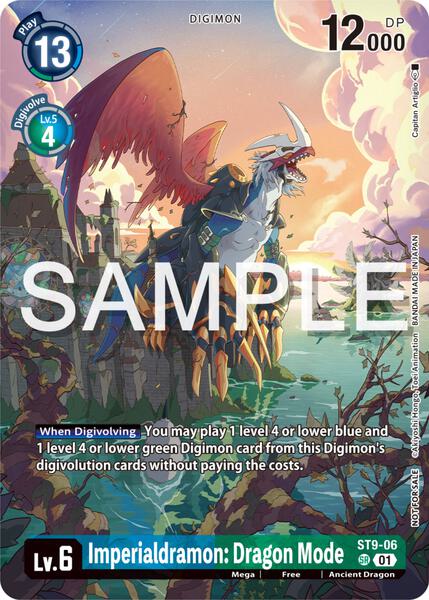 DIGIMON
Play
13
12000
DP
Digivolve
Lv.5
4
Capitan Artiglio
©Akiyoshi Hongo, Toei Animation BANDAI MADE IN JAPAN
SAMPLE
When Digivolving You may play 1 level 4 or lower blue and
1 level 4 or lower green Digimon card from this Digimon's
digivolution cards without paying the costs.
NOT FOR SALE
Lv.6
Imperialdramon: Dragon Mode
ST9-06
SR 01
Mega Free Ancient Dragon